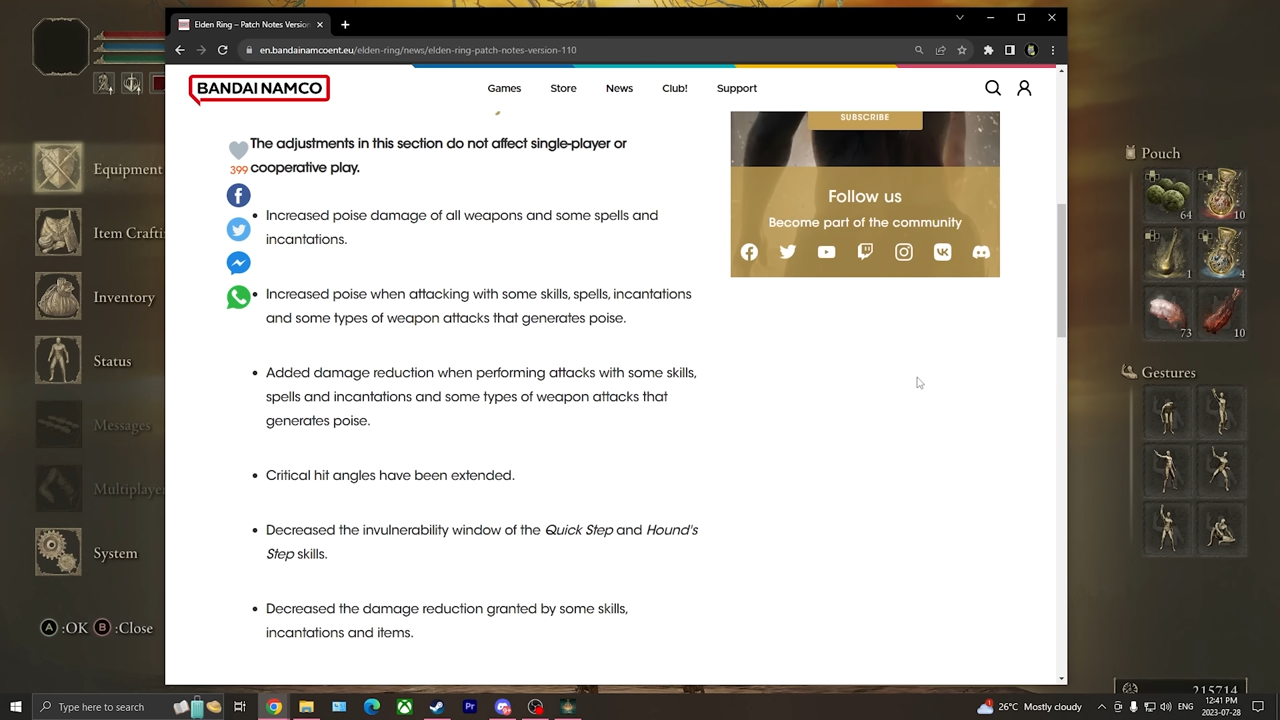 Elden Ring – Patch Notes Versio
en.bandainamcoent.eu/elden-ring/news/elden-ring-patch-notes-version-110
BANDAI NAMCO
Games Store News Club! Support
The adjustments in this section do not affect single-player or
cooperative play.
399
• Increased poise damage of all weapons and some spells and
incantations.
• Increased poise when attacking with some skills, spells, incantations
and some types of weapon attacks that generates poise.
• Added damage reduction when performing attacks with some skills,
spells and incantations and some types of weapon attacks that
generates poise.
• Critical hit angles have been extended.
• Decreased the invulnerability window of the Quick Step and Hound's
Step skills.
• Decreased the damage reduction granted by some skills,
incantations and items.
SUBSCRIBE
Follow us
Become part of the community
Equipment
Item Crafti
Inventory
Status
Messages
Multiplaye
System
A :OK B :Close
Pouch
64 10
1 4
73 10
Gestures
215714
Type here to search
Pr
26°C Mostly cloudy
ENG
12:41 PM
2023-07-28